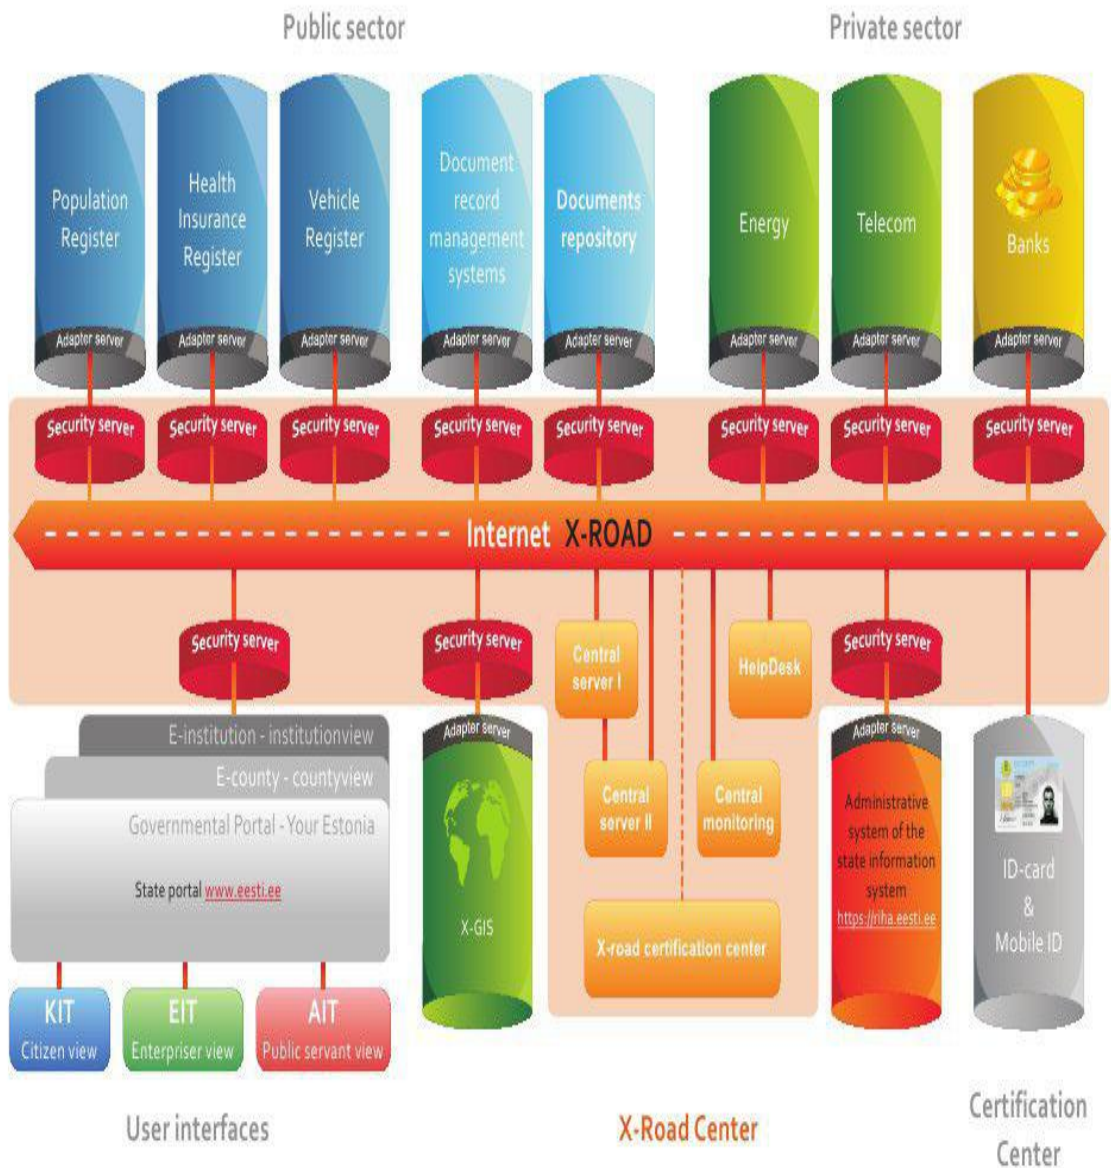 Public sector
Private sector
Population
Register
Health
Insurance
Register
Vehicle
Register
Document
record
management
systems
Documents
repository
Energy
Telecom
Banks
Adapter server
Adapter server
Adapter server
Adapter server
Adapter server
Adapter server
Adapter server
Adapter server
Security server
Security server
Security server
Security server
Security server
Security server
Security server
Security server
Internet X-ROAD
Security server
Security server
Central
server I
HelpDesk
Security server
E-institution - institutionview
E-county - countyview
Governmental Portal - Your Estonia
State portal www.eesti.ee
Adapter server
X-GIS
Central
server II
Central
monitoring
X-road certification center
Adapter server
Administrative
system of the
state information
system
https://riha.eesti.ee
ID-card
&
Mobile ID
KIT
Citizen view
EIT
Enterpriser view
AIT
Public servant view
User interfaces
X-Road Center
Certification
Center